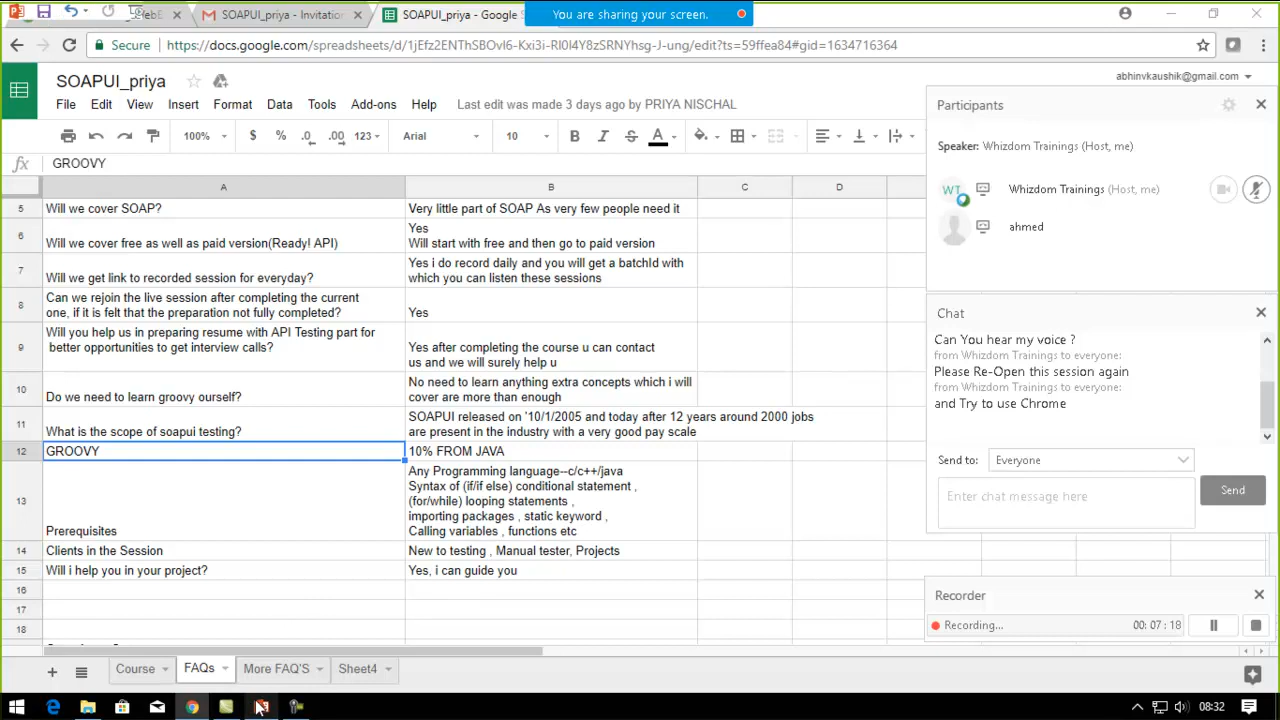 SOAPUI_priya - Invitation
SOAPUI_priya - Google S
You are sharing your screen.
Secure
https://docs.google.com/spreadsheets/d/1jEfz2ENThSBOvI6-Kxi3i-RI0I4Y8zSRNYhsg-J-ung/edit?ts=59ffea84#gid=1634716364
SOAPUI_priya
abhinvkaushik@gmail.com
File Edit View Insert Format Data Tools Add-ons Help Last edit was made 3 days ago by PRIYA NISCHAL
100% $ % .0 .00 123 Arial 10 B I S A
fx GROOVY
A B C D
5 Will we cover SOAP? Very little part of SOAP As very few people need it
Yes
6 Will we cover free as well as paid version(Ready! API) Will start with free and then go to paid version
Yes i do record daily and you will get a batchId with
7 Will we get link to recorded session for everyday? which you can listen these sessions
Can we rejoin the live session after completing the current
8 one, if it is felt that the preparation not fully completed? Yes
Will you help us in preparing resume with API Testing part for
9 better opportunities to get interview calls? Yes after completing the course u can contact
us and we will surely help u
No need to learn anything extra concepts which i will
10 Do we need to learn groovy ourself? cover are more than enough
SOAPUI released on '10/1/2005 and today after 12 years around 2000 jobs
11 What is the scope of soapui testing? are present in the industry with a very good pay scale
12 GROOVY 10% FROM JAVA
Any Programming language--c/c++/java
Syntax of (if/if else) conditional statement ,
(for/while) looping statements ,
importing packages , static keyword ,
13 Prerequisites Calling variables , functions etc
14 Clients in the Session New to testing , Manual tester, Projects
15 Will i help you in your project? Yes, i can guide you
16
17
18
Course FAQs More FAQ'S Sheet4
Participants
Speaker: Whizdom Trainings (Host, me)
WT Whizdom Trainings (Host, me)
ahmed
Chat
Can You hear my voice ?
from Whizdom Trainings to everyone:
Please Re-Open this session again
from Whizdom Trainings to everyone:
and Try to use Chrome
Send to: Everyone
Enter chat message here
Send
Recorder
Recording... 00:07:18
08:32